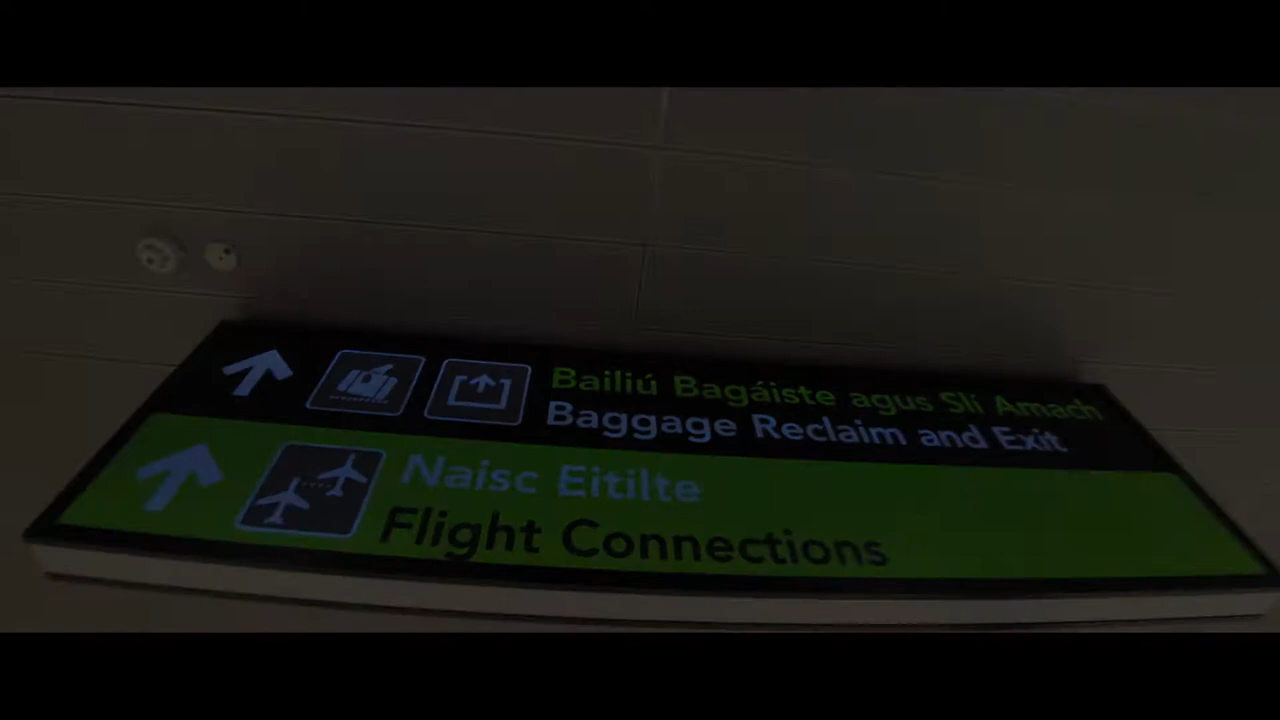 Bailiú Bagáiste agus Slí Amach
Baggage Reclaim and Exit
Naisc Eitilte
Flight Connections